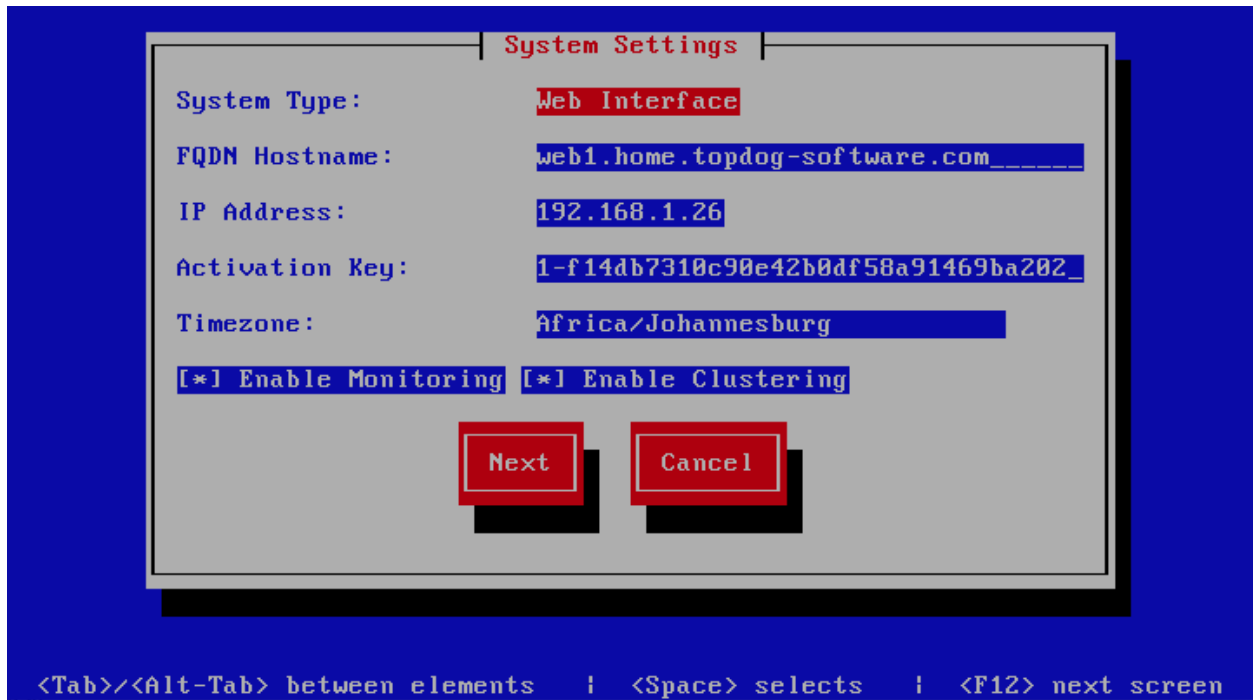 System Settings
System Type: Web Interface
FQDN Hostname: web1.home.topdog-software.com______
IP Address: 192.168.1.26
Activation Key: 1-f14db7310c90e42b0df58a91469ba202_
Timezone: Africa/Johannesburg
[*] Enable Monitoring [*] Enable Clustering
Next Cancel
<Tab>/<Alt-Tab> between elements | <Space> selects | <F12> next screen